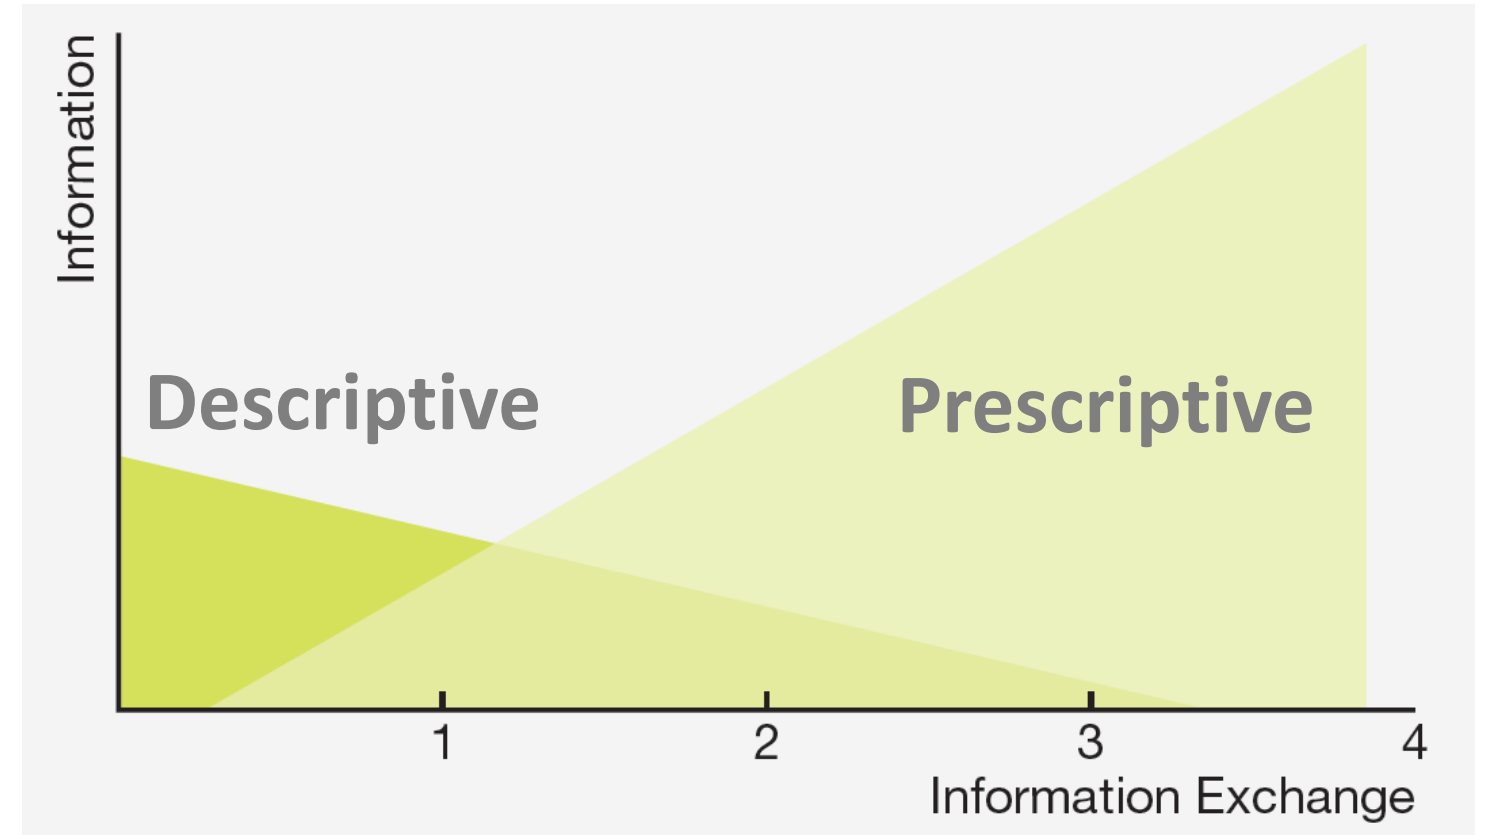 Information
Descriptive
Prescriptive
1
2
3
4
Information Exchange